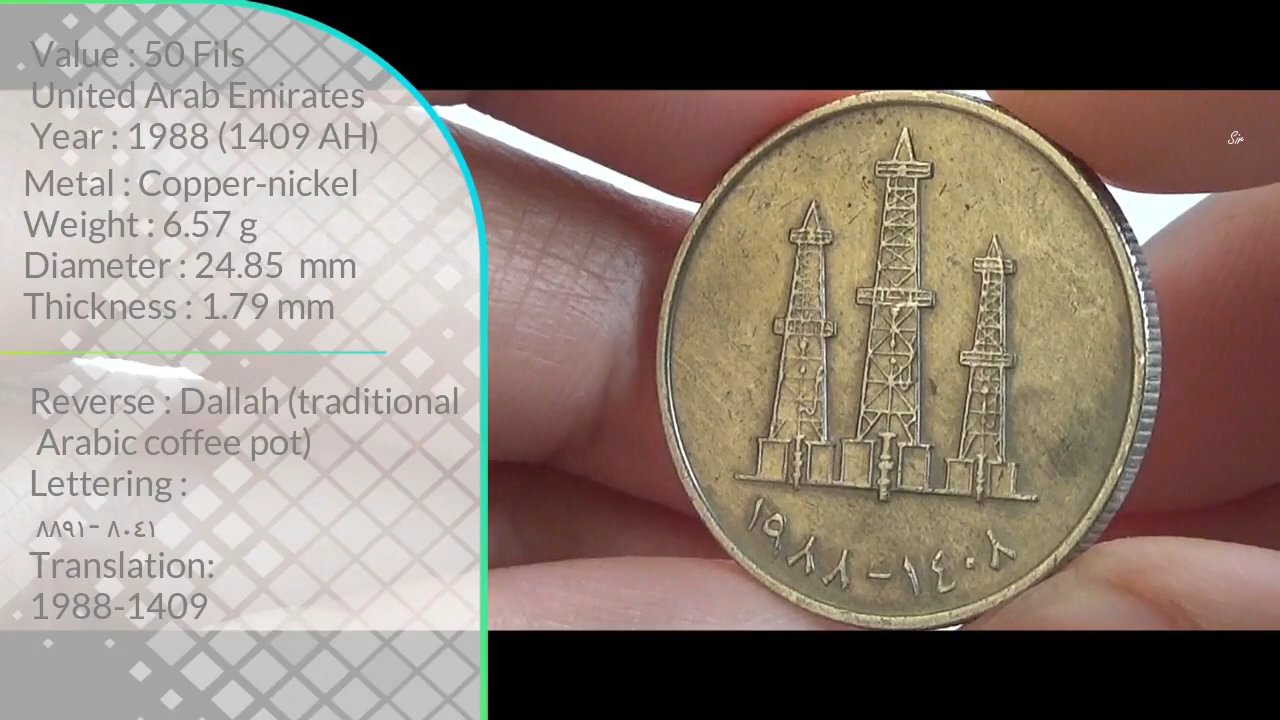 Value : 50 Fils
United Arab Emirates
Year : 1988 (1409 AH)
Metal : Copper-nickel
Weight : 6.57 g
Diameter : 24.85 mm
Thickness : 1.79 mm
Reverse : Dallah (traditional
Arabic coffee pot)
Lettering :
٨٨٩١- ٨٠٤١
Translation:
1988-1409
١٩٨٨-١٤٠٨
Sir